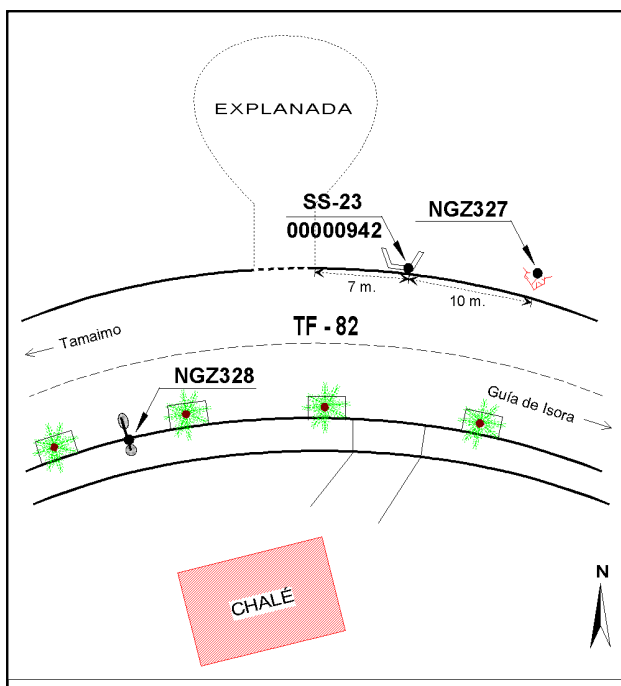 EXPLANADA
SS-23
00000942
NGZ327
7 m.
10 m.
Tamaimo
TF - 82
NGZ328
Guía de Isora
CHALÉ
N